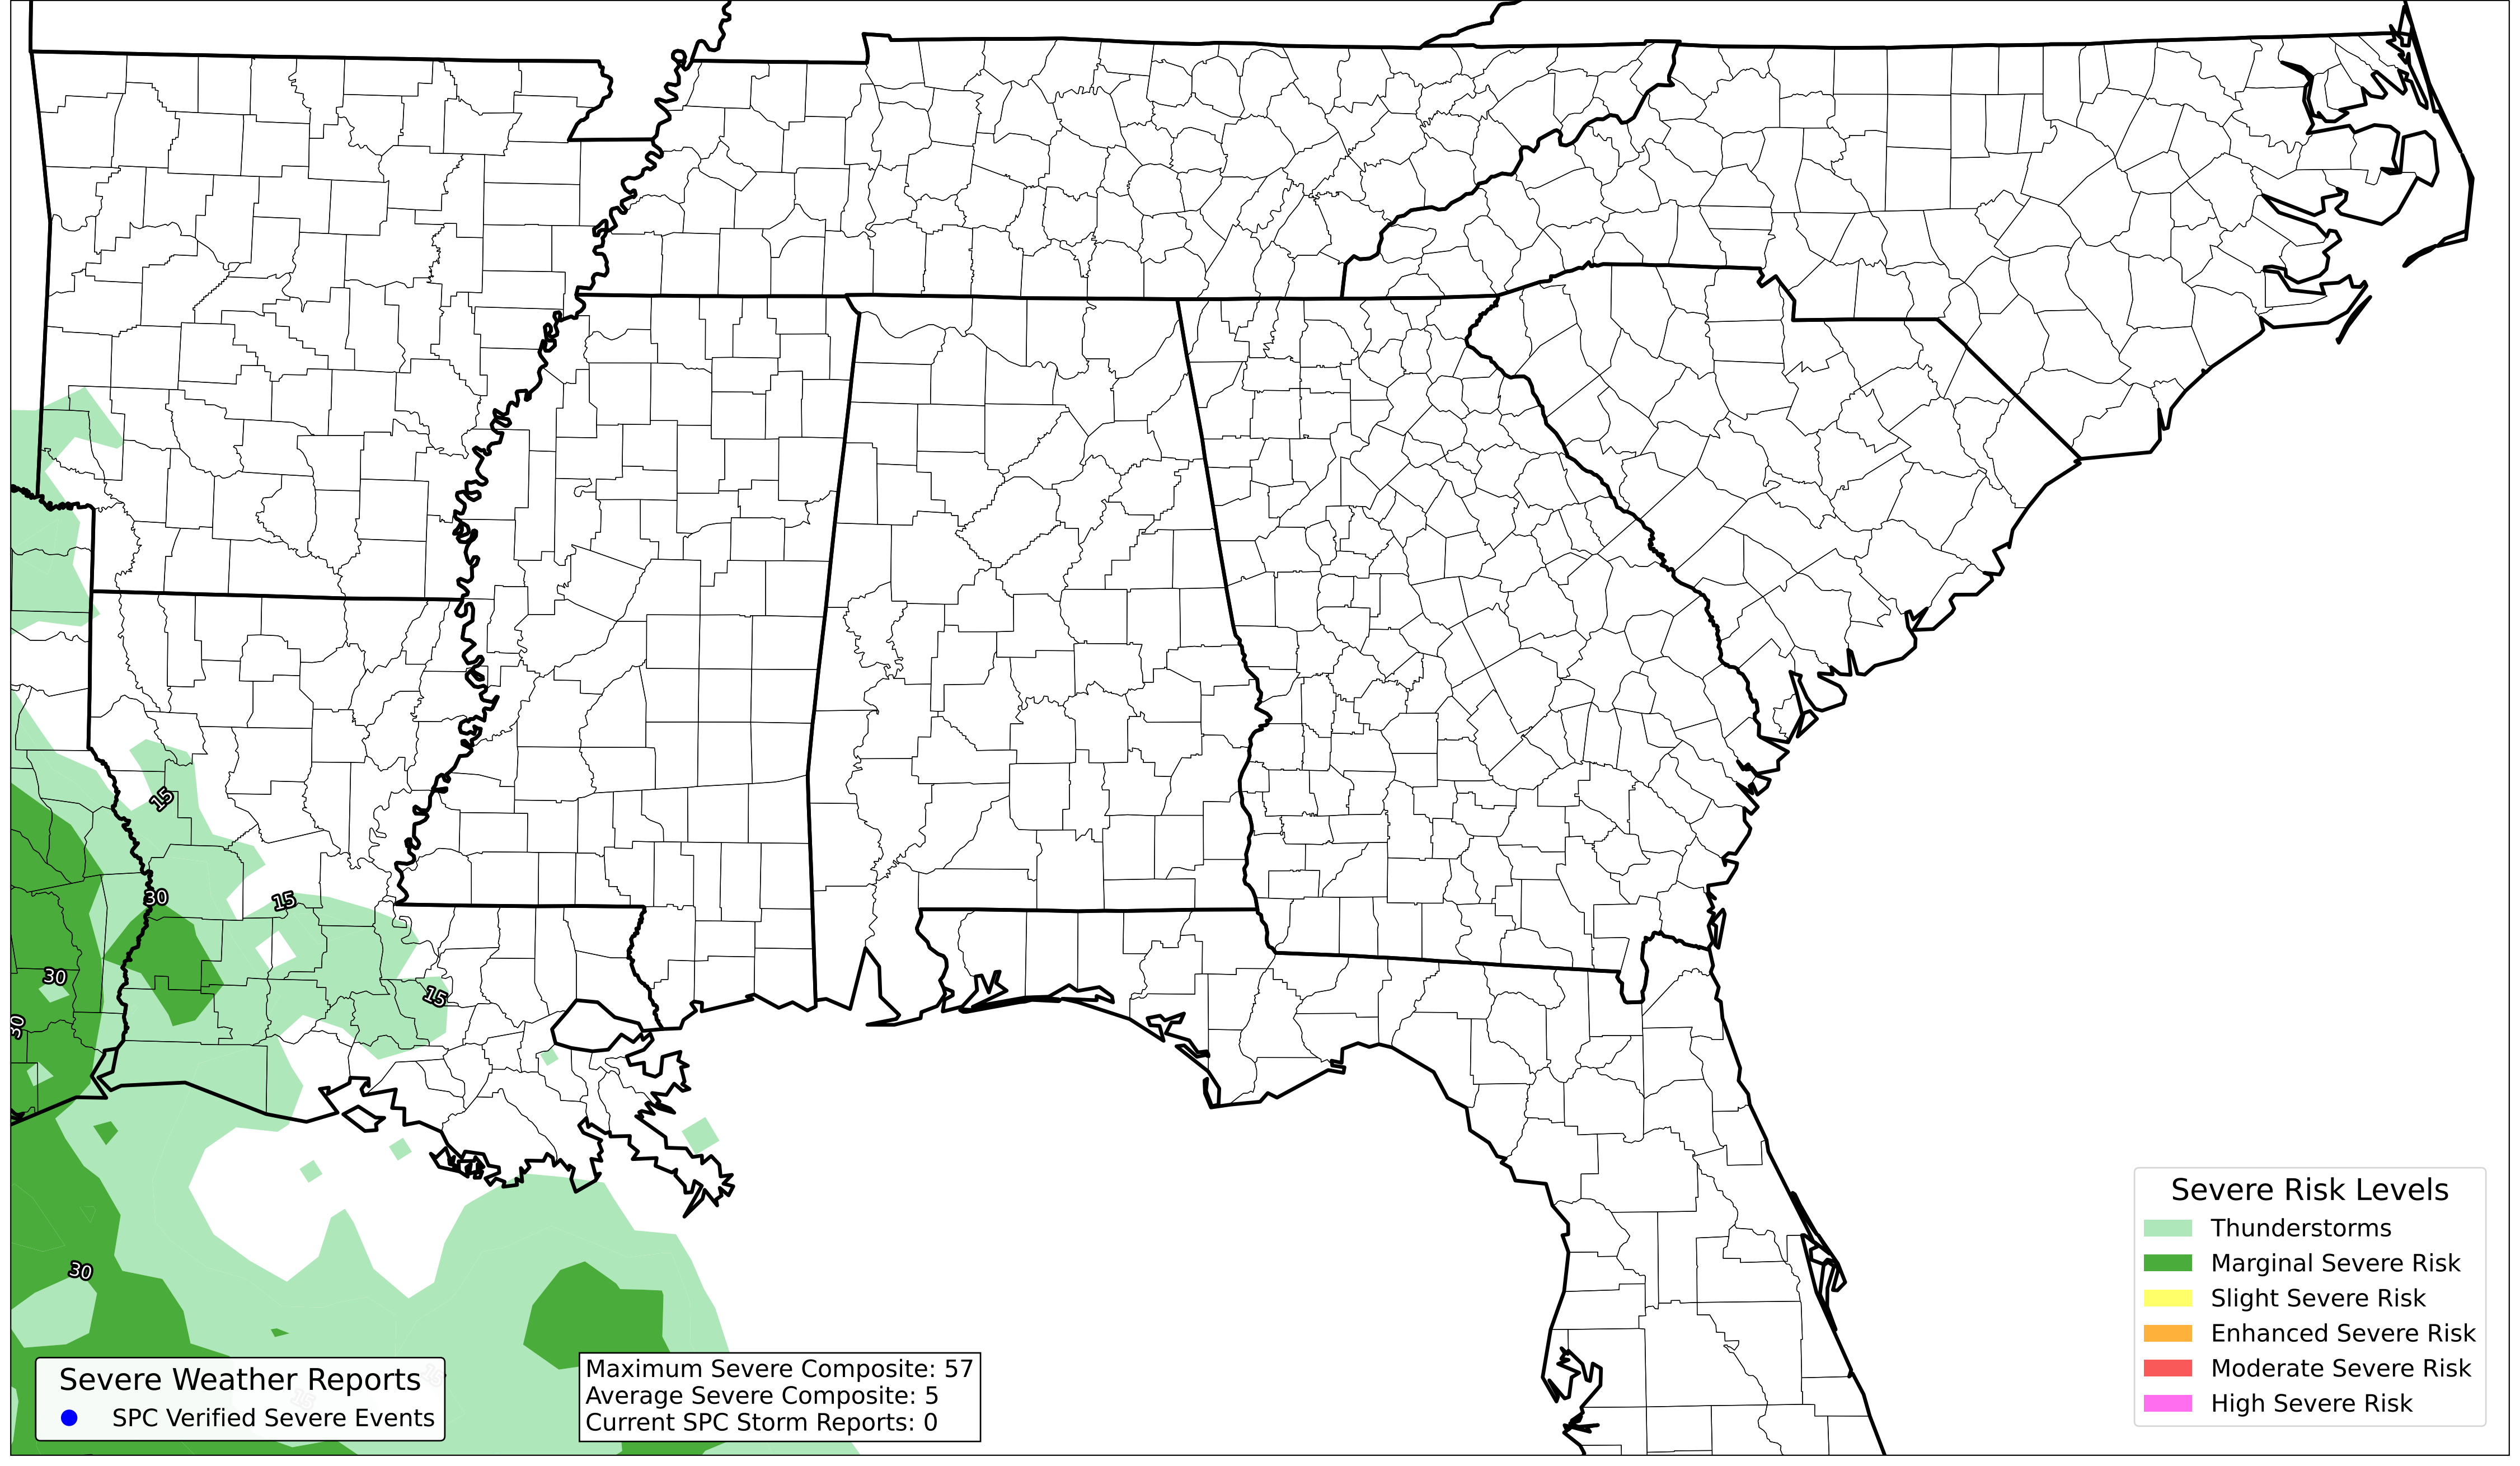 15
30
15
30
15
30
30
Severe Weather Reports
SPC Verified Severe Events
Maximum Severe Composite: 57
Average Severe Composite: 5
Current SPC Storm Reports: 0
Severe Risk Levels
Thunderstorms
Marginal Severe Risk
Slight Severe Risk
Enhanced Severe Risk
Moderate Severe Risk
High Severe Risk